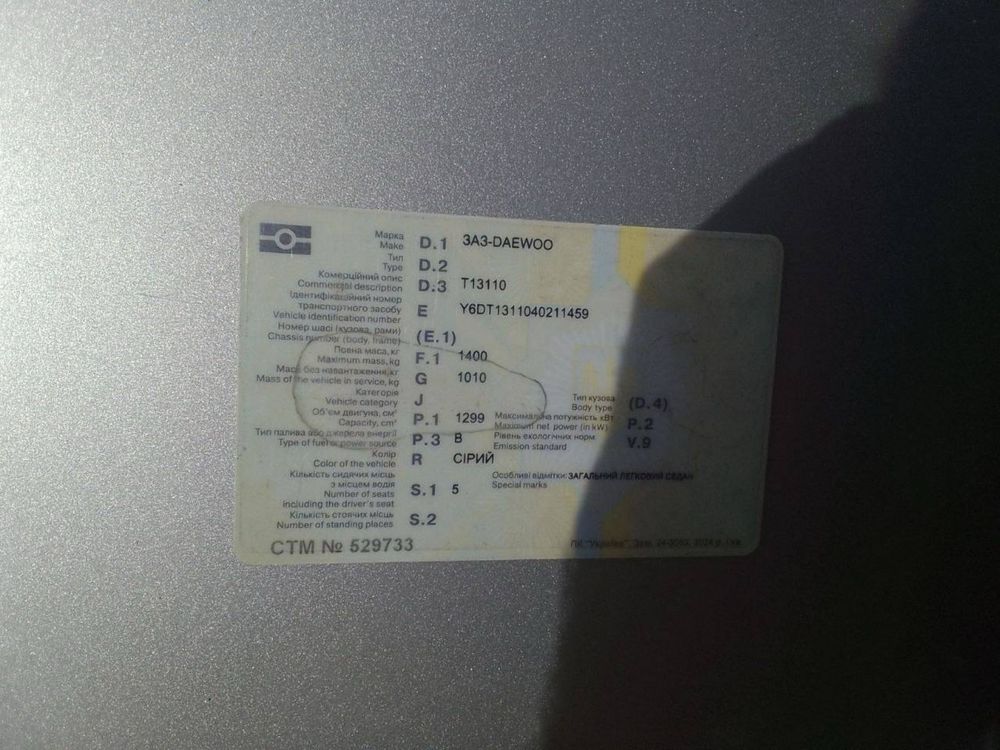 Марка
Make D.1 ЗАЗ-DAEWOO
Тип
Type D.2
Комерційний опис
Commercial description D.3 T13110
Ідентифікаційний номер
транспортного засобу
Vehicle identification number E Y6DT1311040211459
Номер шасі (кузова, рами)
Chassis number (body, frame) (E.1)
Повна маса, кг
Maximum mass, kg F.1 1400
Маса без навантаження, кг
Mass of the vehicle in service, kg G 1010
Категорія
Vehicle category J
Тип кузова
Body type (D.4)
Об'єм двигуна, см³
Capacity, cm³ P.1 1299
Максимальна потужність кВт
Maximum net power (in kW) P.2
Тип палива або джерела енергії
Type of fuel or power source P.3 B
Рівень екологічних норм
Emission standard V.9
Колір
Color of the vehicle R СІРИЙ
Кількість сидячих місць
з місцем водія
Number of seats
including the driver's seat S.1 5
Особливі відмітки: ЗАГАЛЬНИЙ ЛЕГКОВИЙ СЕДАН
Special marks
Кількість стоячих місць
Number of standing places S.2
СТМ № 529733
ПК "Україна". Зам. 2024 р. І кв.